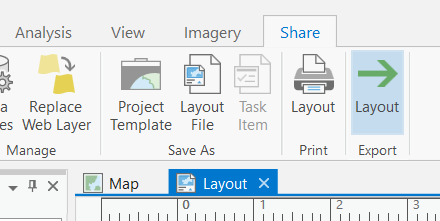 Analysis View Imagery Share
Replace Project Layout Task Layout Layout
Web Layer Template File Item
Manage Save As Print Export
Map Layout
0 1 2 3